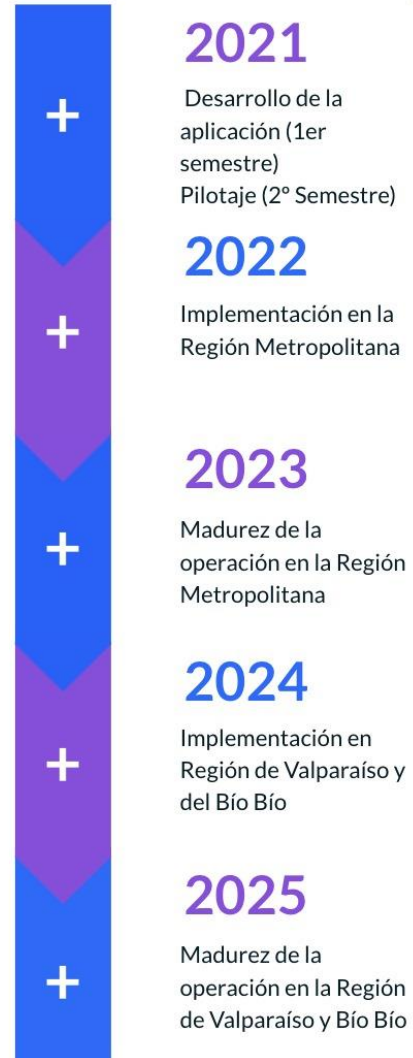 2021
Desarrollo de la
aplicación (1er
semestre)
Pilotaje (2º Semestre)
2022
Implementación en la
Región Metropolitana
2023
Madurez de la
operación en la Región
Metropolitana
2024
Implementación en
Región de Valparaíso y
del Bío Bío
2025
Madurez de la
operación en la Región
de Valparaíso y Bío Bío